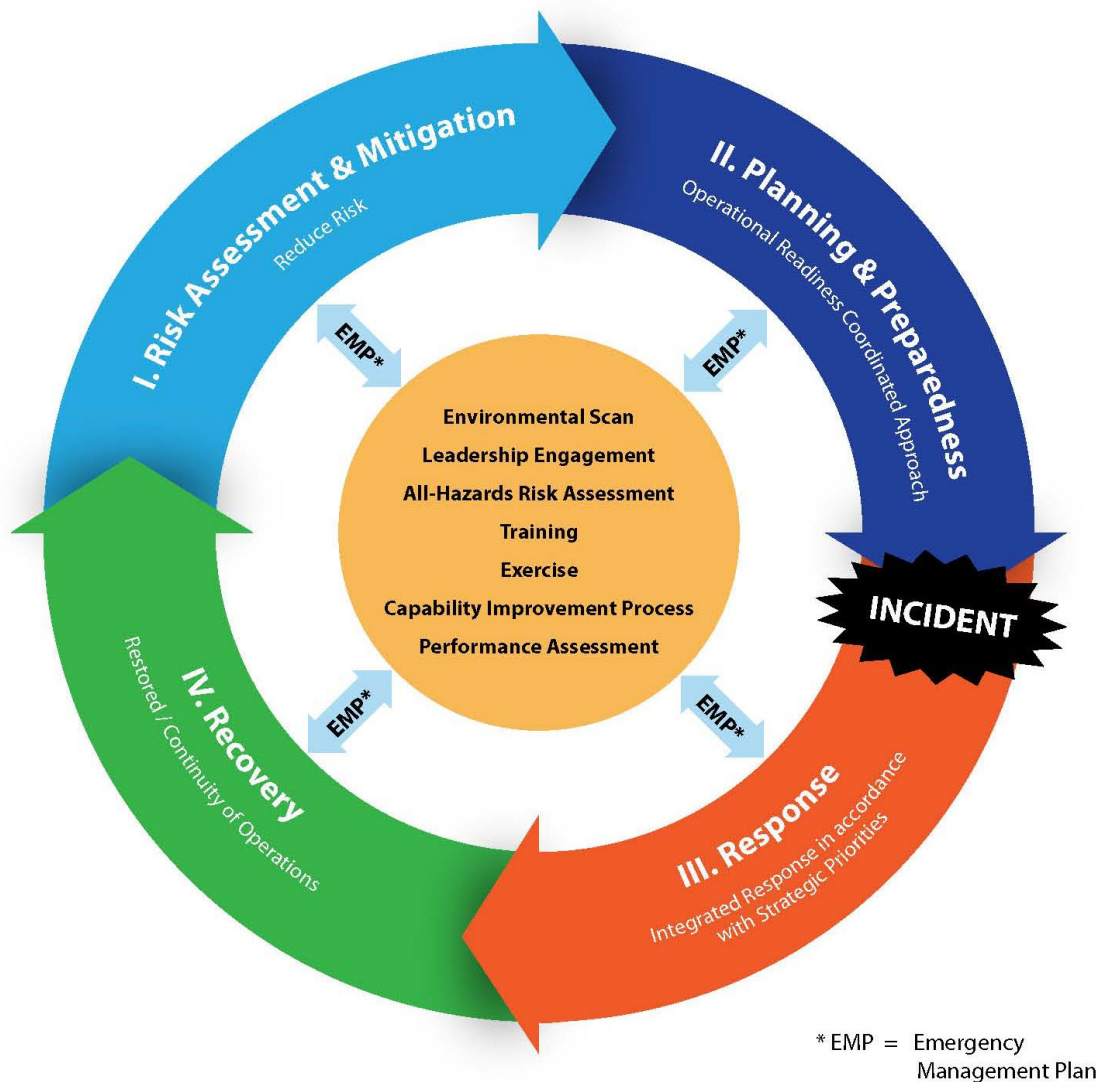 I. Risk Assessment & Mitigation
Reduce Risk
II. Planning & Preparedness
Operational Readiness Coordinated Approach
EMP*
EMP*
Environmental Scan
Leadership Engagement
All-Hazards Risk Assessment
Training
Exercise
Capability Improvement Process
Performance Assessment
INCIDENT
EMP*
EMP*
III. Response
Integrated Response in accordance
with Strategic Priorities
IV. Recovery
Restored / Continuity of Operations
* EMP = Emergency
Management Plan